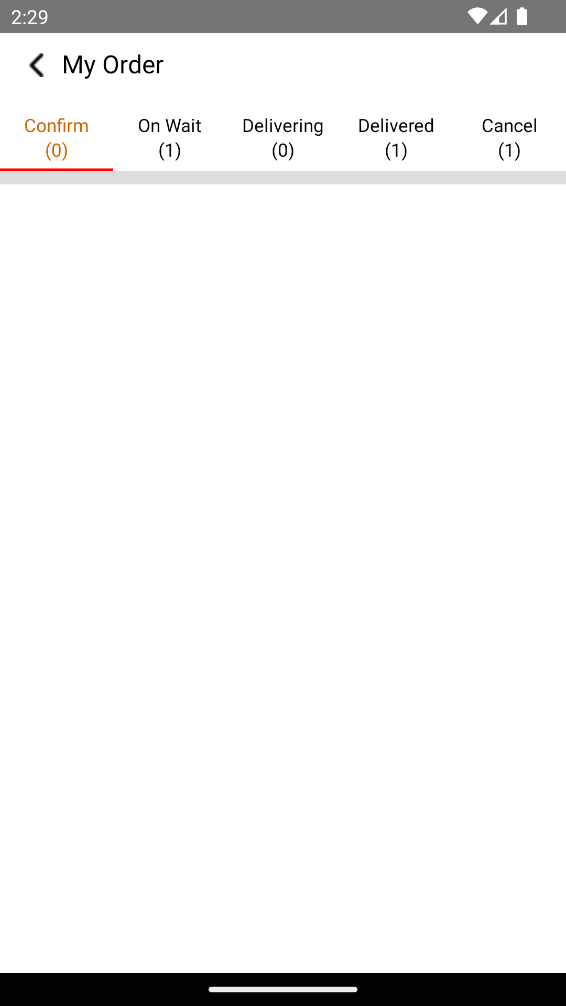 2:29
My Order
Confirm
(0)
On Wait
(1)
Delivering
(0)
Delivered
(1)
Cancel
(1)